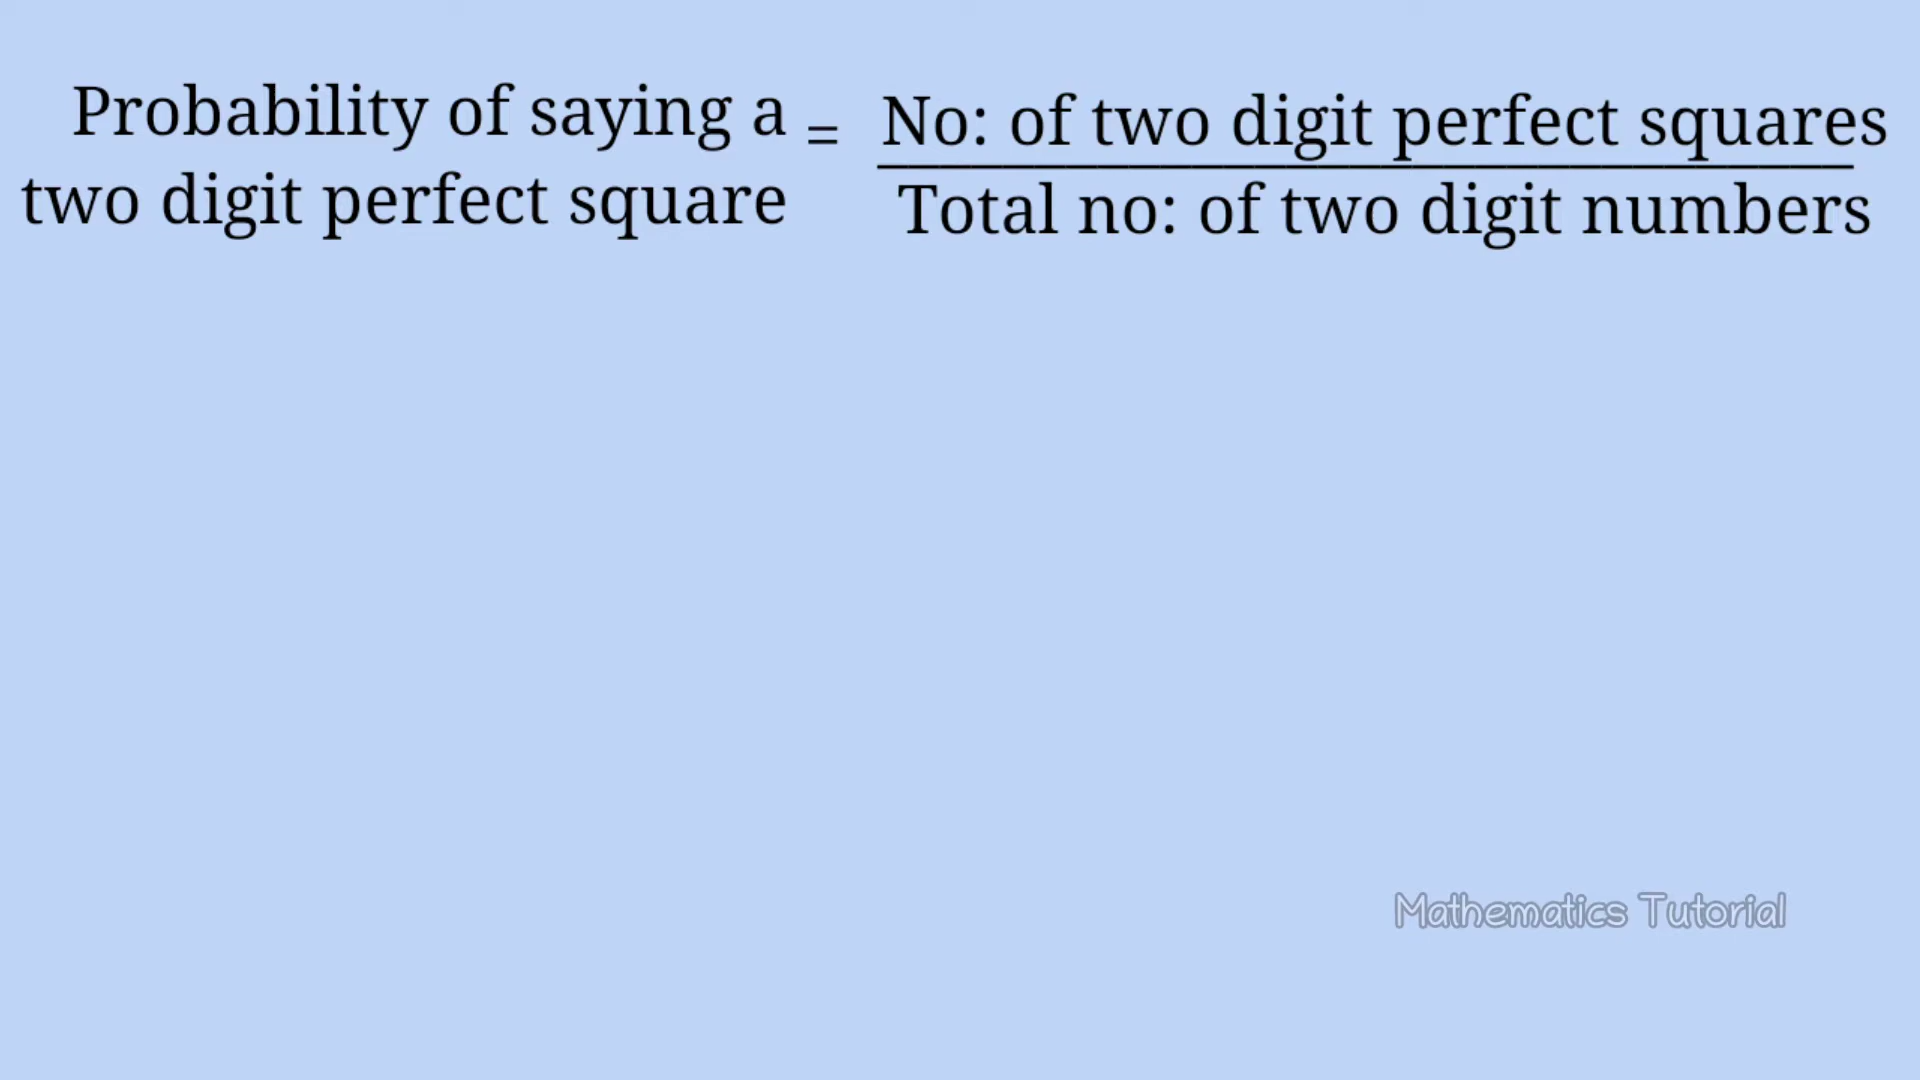 Probability of saying a
two digit perfect square
=
No: of two digit perfect squares
Total no: of two digit numbers
Mathematics Tutorial